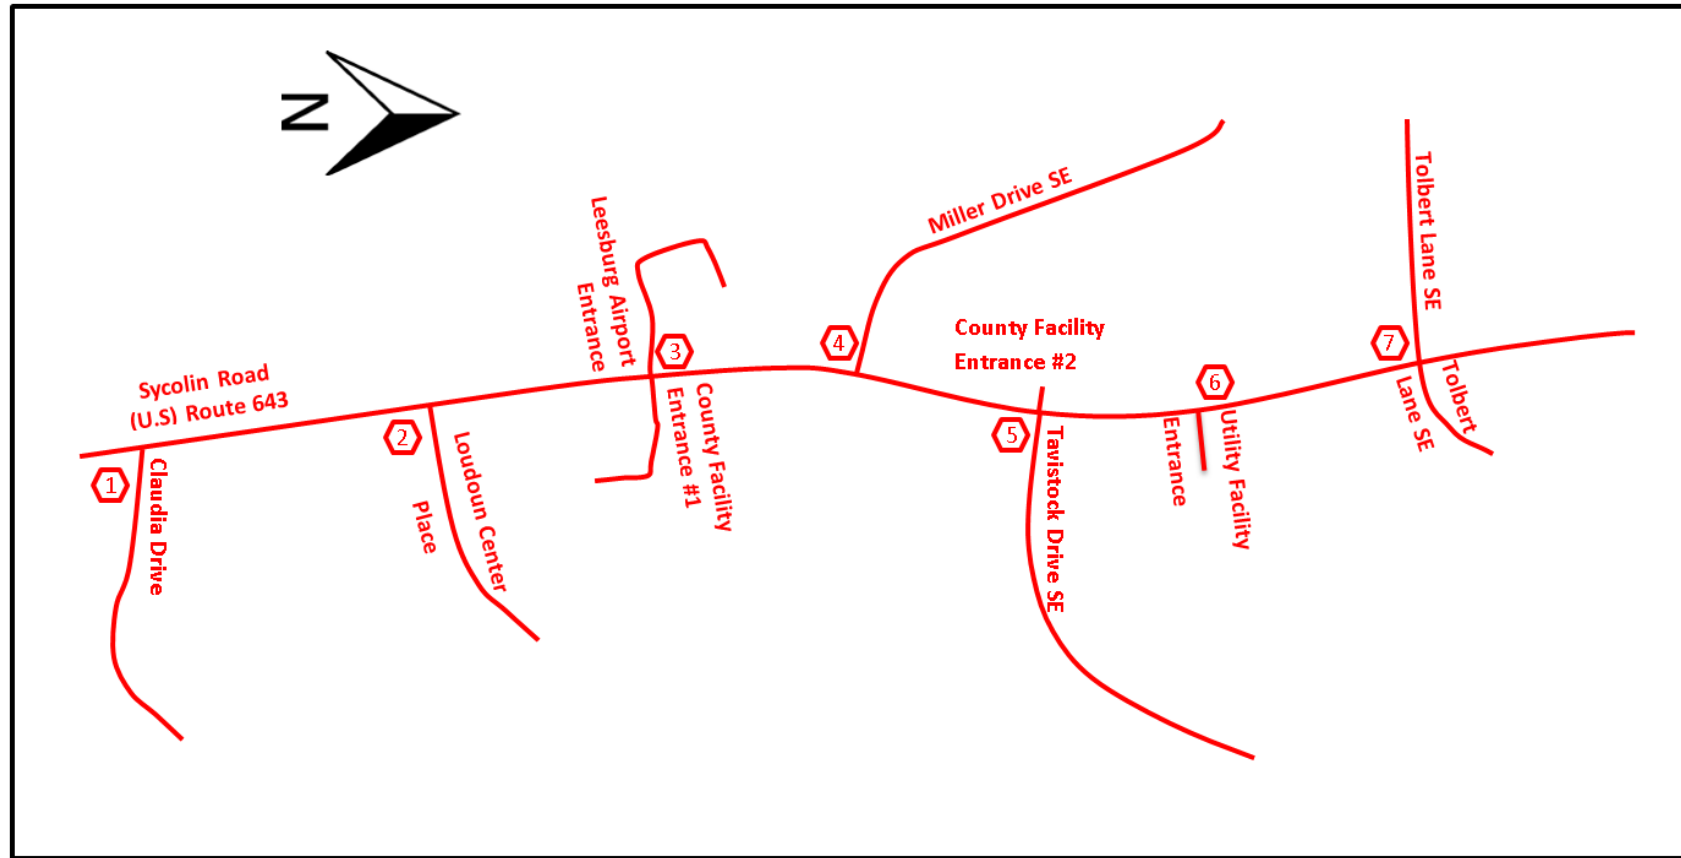 N
Sycolin Road
(U.S) Route 643
1
Claudia Drive
2
Loudoun Center
Place
Leesburg Airport
Entrance
3
County Facility
Entrance #1
4
Miller Drive SE
County Facility
Entrance #2
5
Tavistock Drive SE
6
Utility Facility
Entrance
7
Tolbert Lane SE
Tolbert
Lane SE